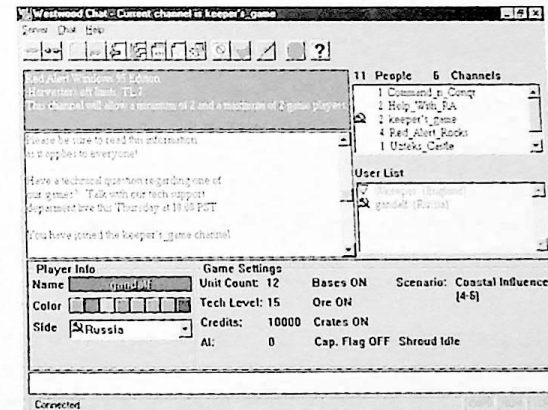 Westwood Chat - Current channel is keeper's_game
Server Chat Help
Red Alert Windows 95 Edition
Harvesters off limits, TL7
This channel will allow a minimum of 2 and a maximum of 2 game players
11 People 6 Channels
1 Command_n_Conqr
2 Help_With_RA
2 keeper's_game
4 Red_Alert_Rocks
1 Uzteks_Castle
Please be sure to read this information
as it applies to everyone!
Have a technical question regarding one of
our games? Talk with our tech support
department live this Thursday at PST
You have joined the keeper's_game channel
User List
(England)
gandalf (Russia)
Player Info
Name gandalf
Color
Side Russia
Game Settings
Unit Count: 12 Bases ON Scenario: Coastal Influence
(4-6)
Tech Level: 15 Ore ON
Credits: 10000 Crates ON
AI: 0 Cap. Flag OFF Shroud Idle
Connected